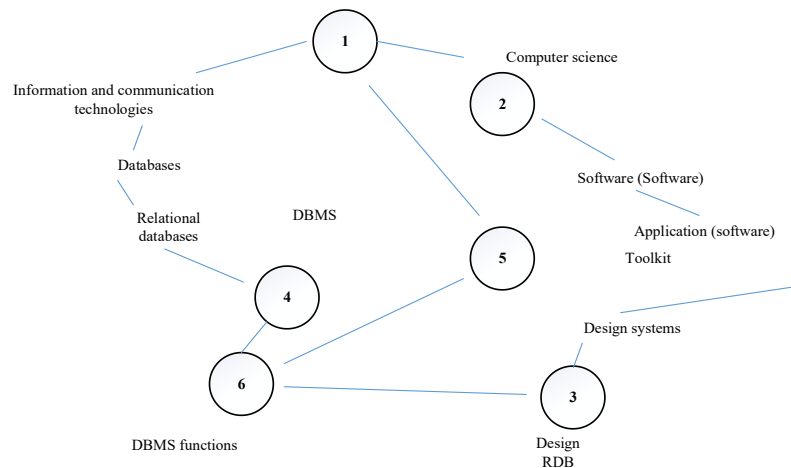 1
Computer science
2
Information and communication
technologies
Databases
Software (Software)
Relational
databases
DBMS
Application (software)
5
Toolkit
4
Design systems
6
3
DBMS functions
Design
RDB